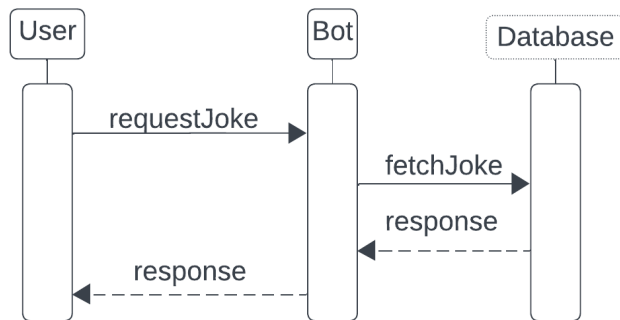 User
Bot
Database
requestJoke
fetchJoke
response
response